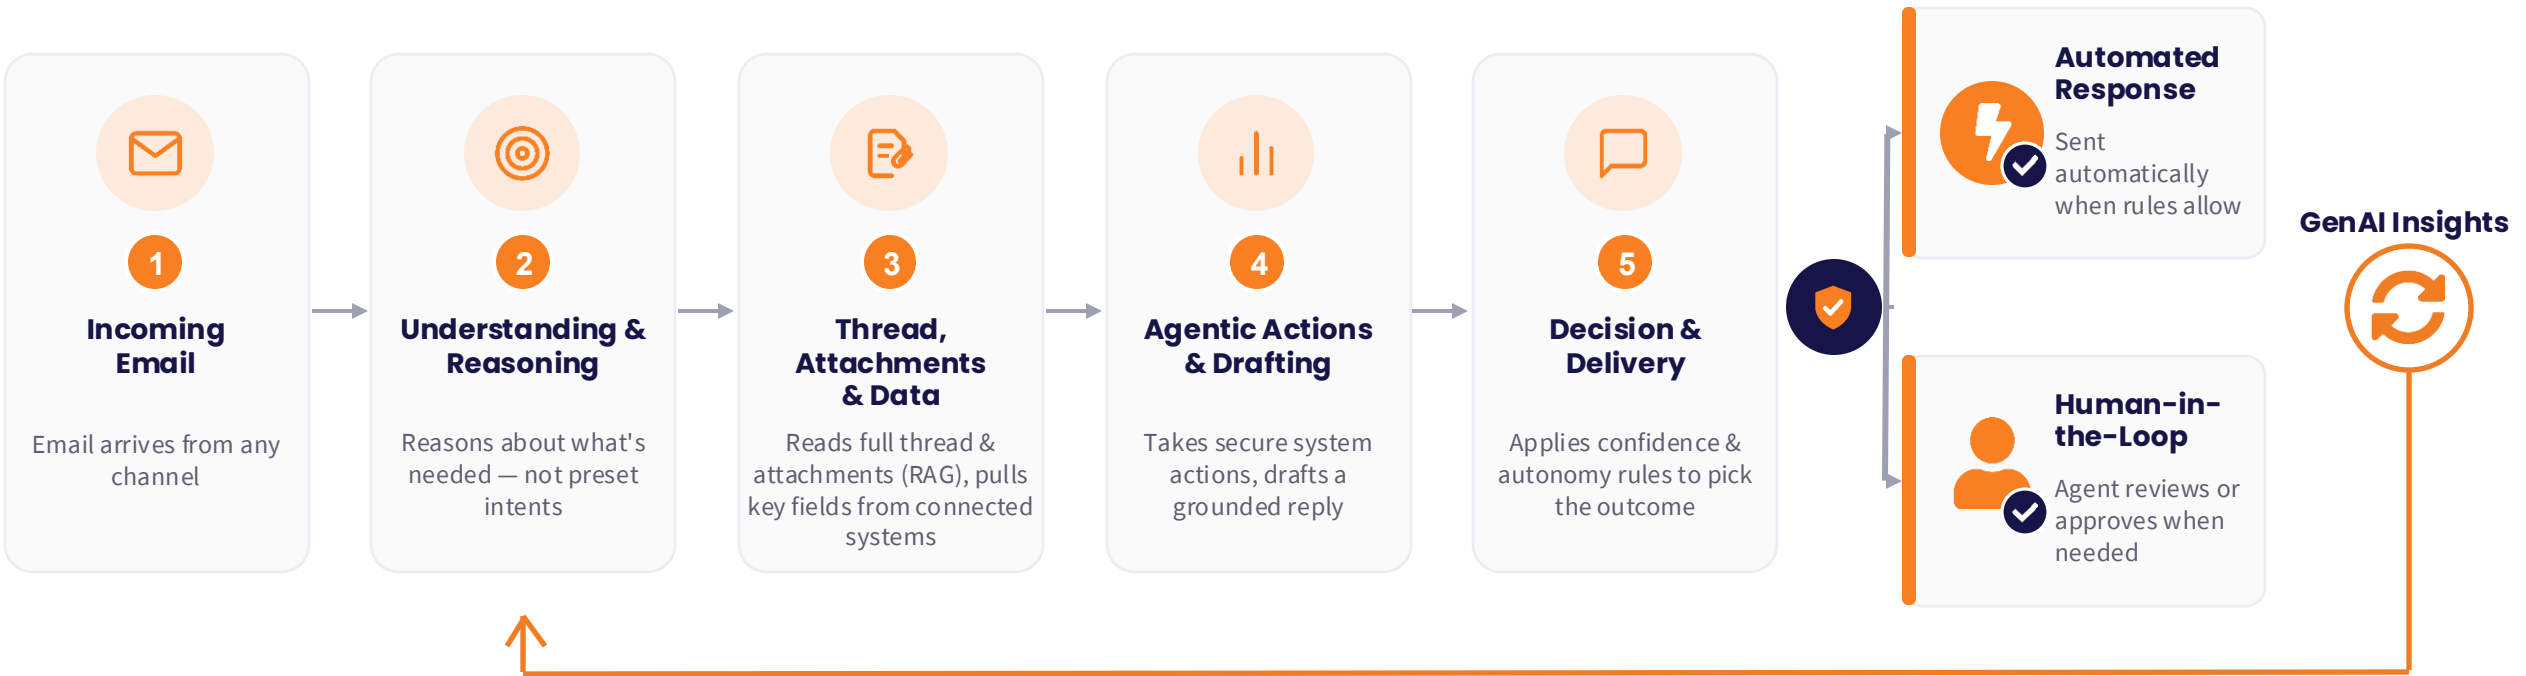 1
Incoming
Email
Email arrives from any
channel
2
Understanding &
Reasoning
Reasons about what's
needed — not preset
intents
3
Thread,
Attachments
& Data
Reads full thread &
attachments (RAG), pulls
key fields from connected
systems
4
Agentic Actions
& Drafting
Takes secure system
actions, drafts a
grounded reply
5
Decision &
Delivery
Applies confidence &
autonomy rules to pick
the outcome
Automated
Response
Sent
automatically
when rules allow
Human-in-
the-Loop
Agent reviews or
approves when
needed
GenAI Insights